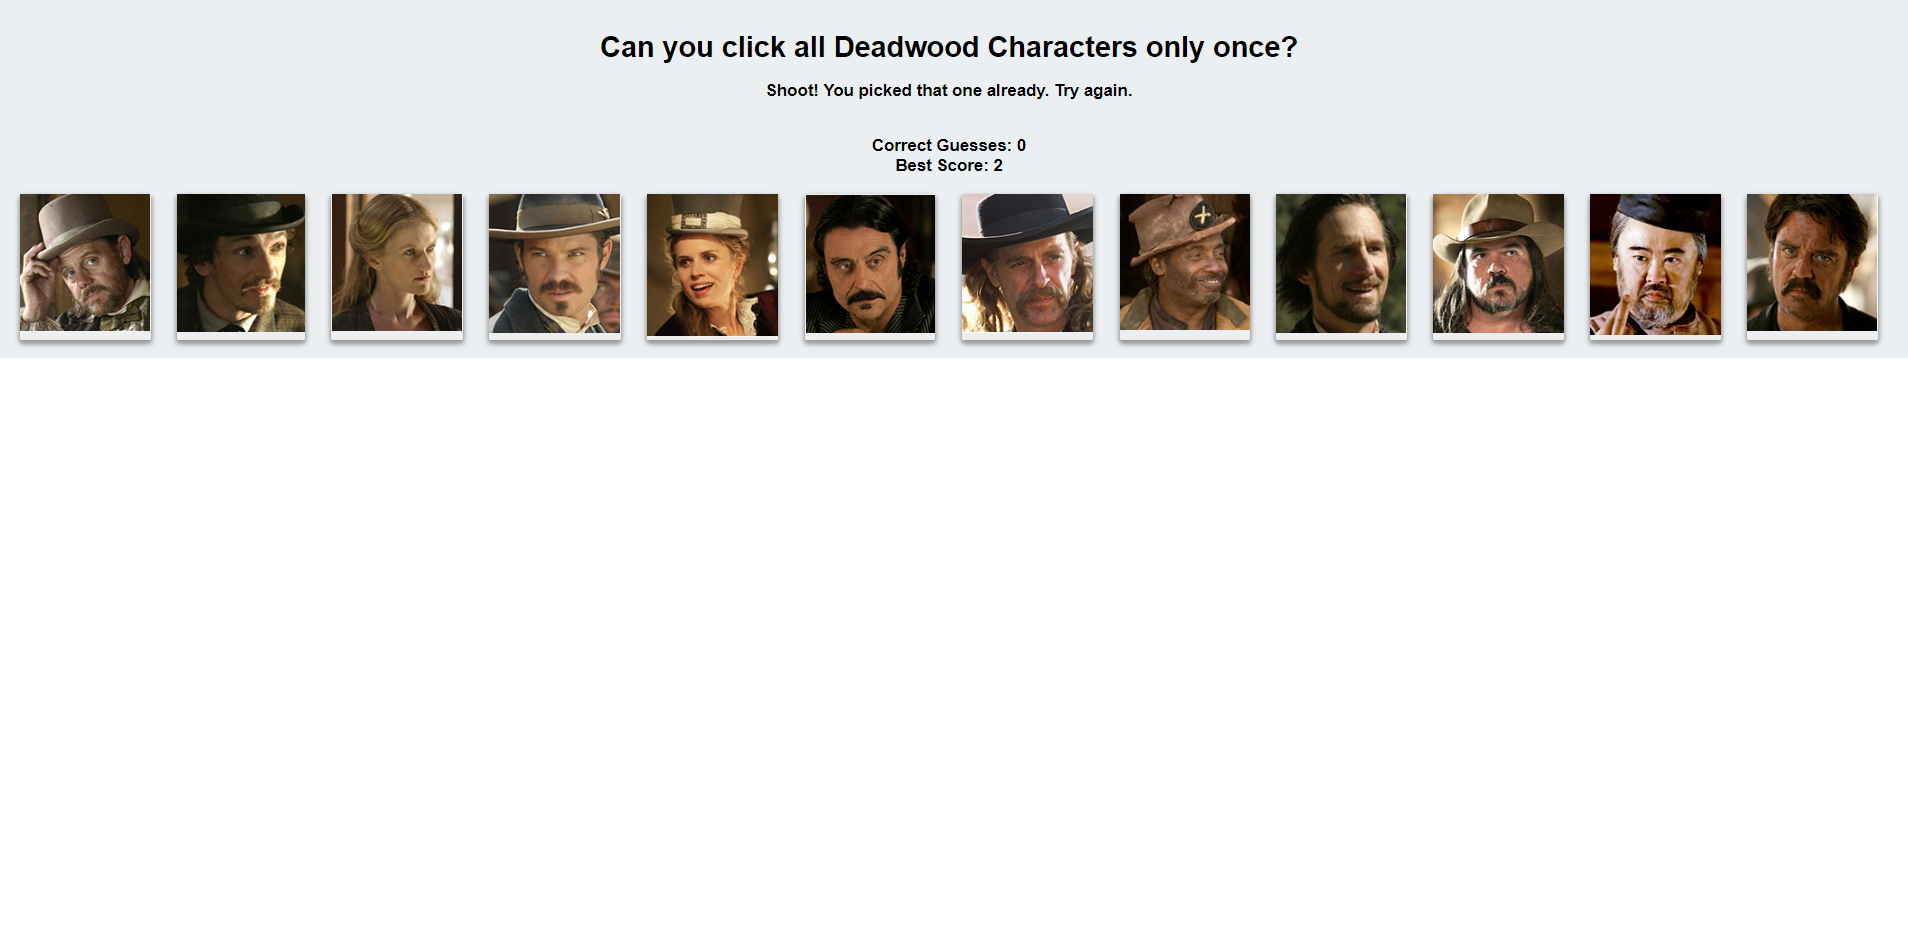 Can you click all Deadwood Characters only once?
Shoot! You picked that one already. Try again.
Correct Guesses: 0
Best Score: 2